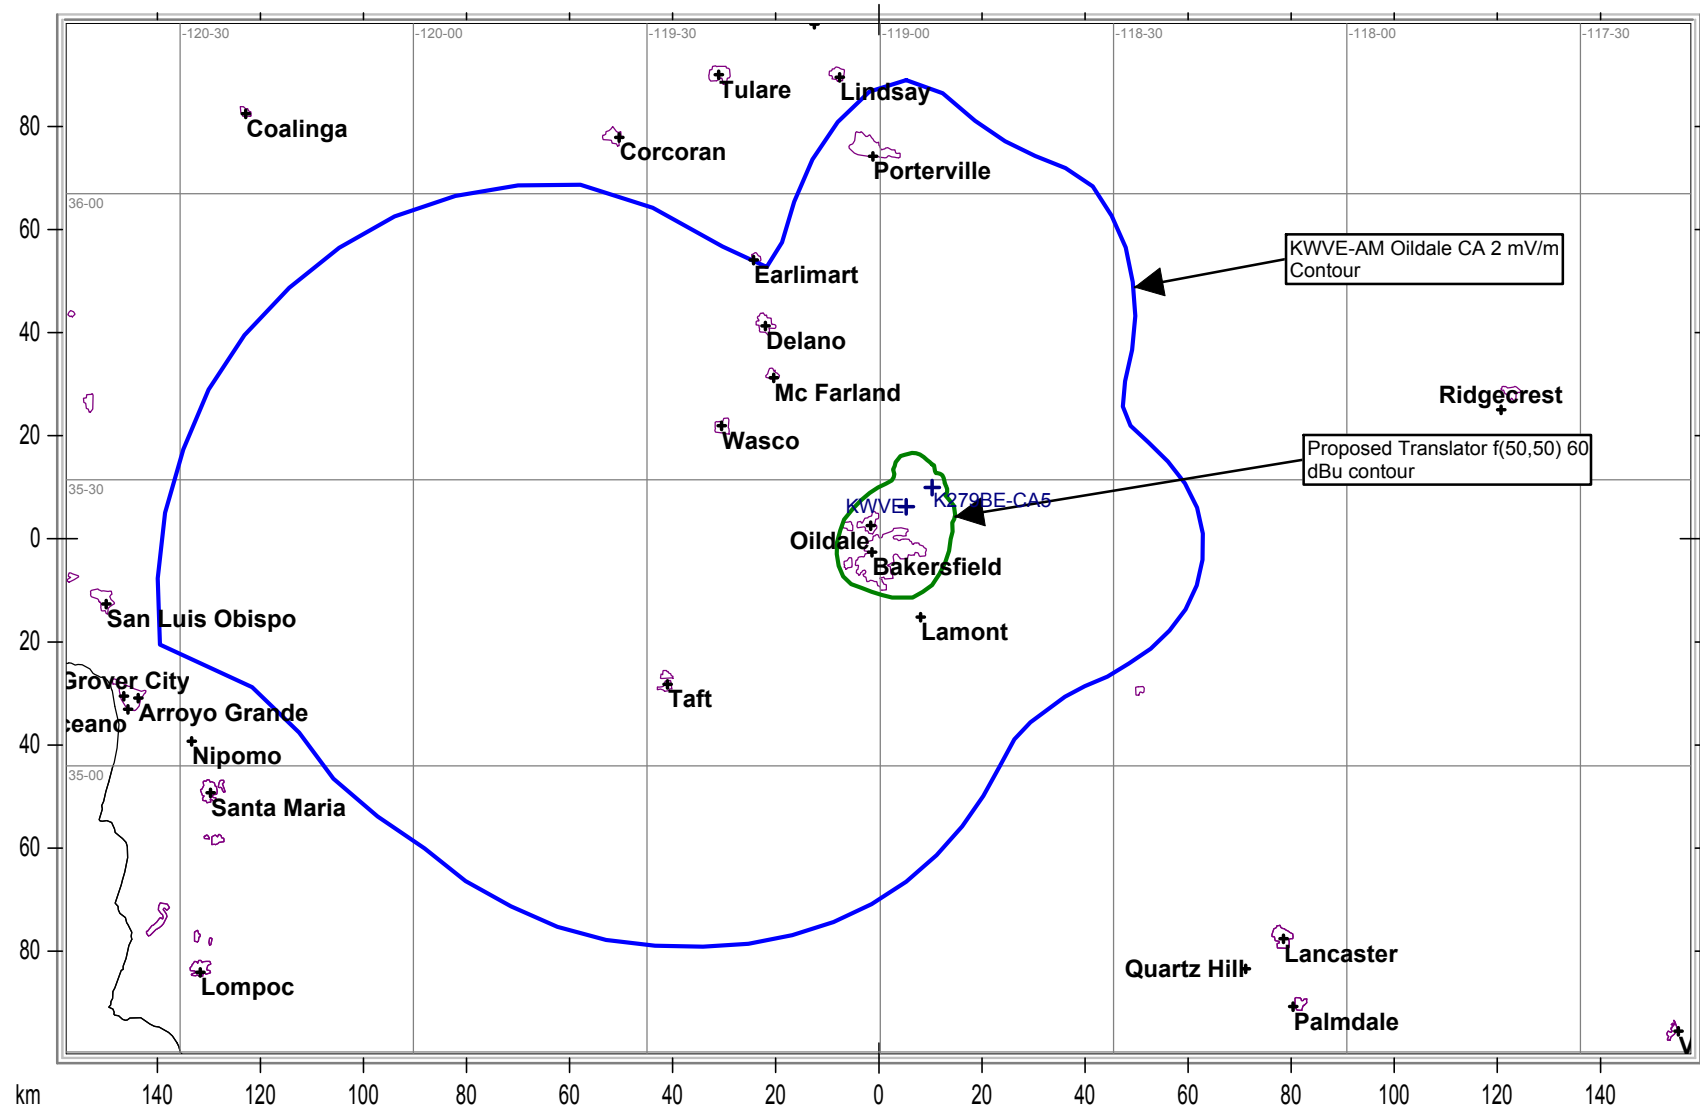 -120-30
-120-00
-119-30
-119-00
-118-30
-118-00
-117-30
Tulare
Lindsay
80
Coalinga
Corcoran
Porterville
36-00
60
KWVE-AM Oildale CA 2 mV/m
Contour
Earlimart
40
Delano
Mc Farland
Ridgecrest
20
Wasco
Proposed Translator f(50,50) 60
dBu contour
35-30
K279BE-CA5
KWVE
0
Oildale
Bakersfield
San Luis Obispo
Lamont
20
Grover City
Taft
Arroyo Grande
ceano
40
Nipomo
35-00
Santa Maria
60
80
Lancaster
Quartz Hill
Lompoc
Palmdale
V
km 140 120 100 80 60 40 20 0 20 40 60 80 100 120 140